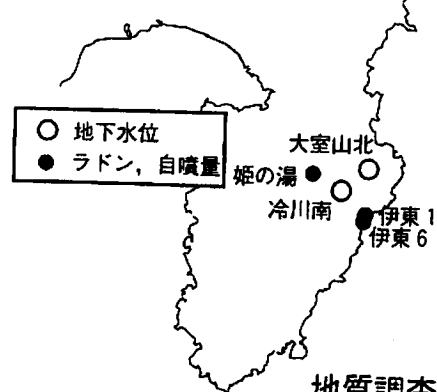 ○ 地下水位
● ラドン, 自噴量
大室山北
姫の湯
冷川南
伊東1
伊東6
地質調査